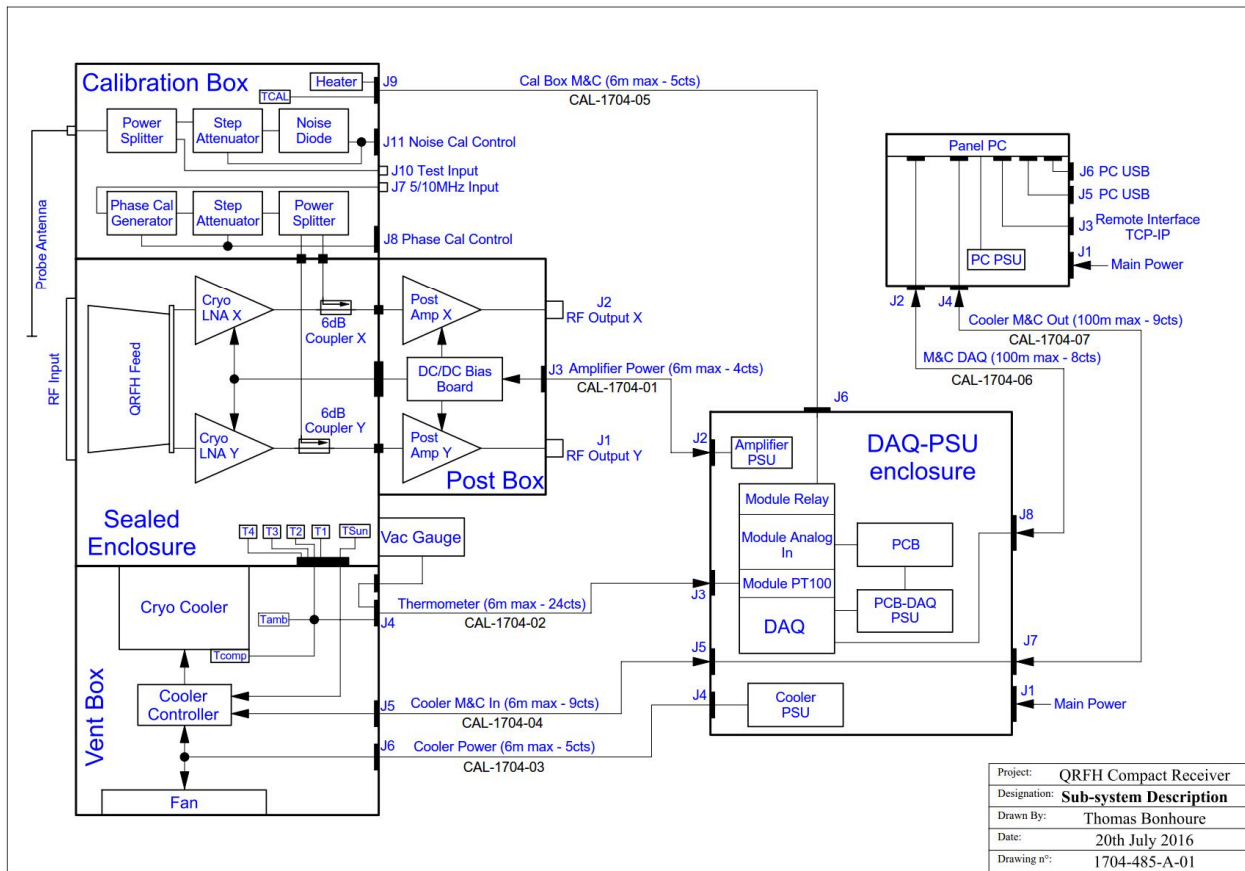 Calibration Box
Heater
J9
TCAL
Cal Box M&C (6m max - 5cts)
CAL-1704-05
Power
Splitter
Step
Attenuator
Noise
Diode
J11 Noise Cal Control
J10 Test Input
J7 5/10MHz Input
Phase Cal
Generator
Step
Attenuator
Power
Splitter
J8 Phase Cal Control
Probe Antenna
Panel PC
J6 PC USB
J5 PC USB
J3 Remote Interface
TCP-IP
PC PSU
J1
Main Power
J2
J4
Cooler M&C Out (100m max - 9cts)
CAL-1704-07
M&C DAQ (100m max - 8cts)
CAL-1704-06
RF Input
QRFH Feed
Cryo
LNA X
6dB
Coupler X
Post
Amp X
J2
RF Output X
DC/DC Bias
Board
J3 Amplifier Power (6m max - 4cts)
CAL-1704-01
Cryo
LNA Y
6dB
Coupler Y
Post
Amp Y
J1
RF Output Y
Post Box
Sealed
Enclosure
T4
T3
T2
T1
TSun
Vac Gauge
J6
DAQ-PSU
enclosure
J2
Amplifier
PSU
Module Relay
Module Analog
In
Module PT100
DAQ
PCB
PCB-DAQ
PSU
J8
J3
J7
J5
J4
Cooler
PSU
J1
Main Power
Vent Box
Cryo Cooler
Tamb
Tcomp
J4
Thermometer (6m max - 24cts)
CAL-1704-02
Cooler
Controller
J5
Cooler M&C In (6m max - 9cts)
CAL-1704-04
J6
Cooler Power (6m max - 5cts)
CAL-1704-03
Fan
Project: QRFH Compact Receiver
Designation: Sub-system Description
Drawn By: Thomas Bonhoure
Date: 20th July 2016
Drawing n°: 1704-485-A-01